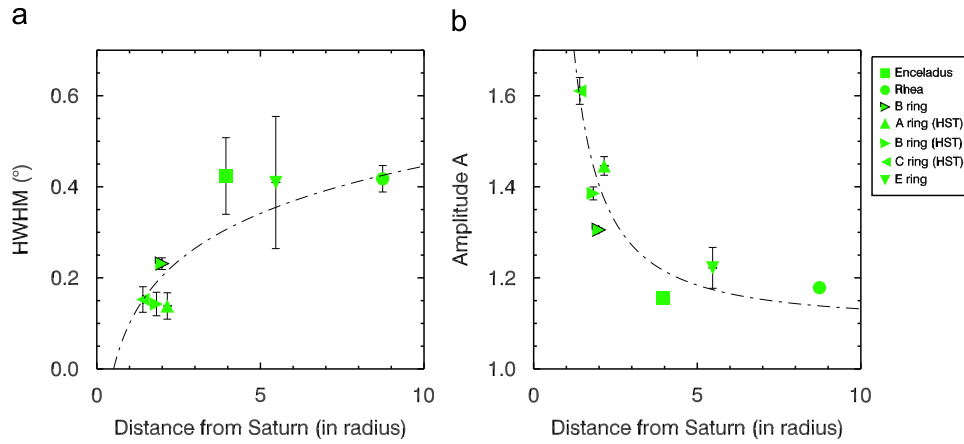 a
b
0.6
0.4
0.2
0.0
HWHM (°)
0
5
10
Distance from Saturn (in radius)
1.6
1.4
1.2
1.0
Amplitude A
0
5
10
Distance from Saturn (in radius)
Enceladus
Rhea
B ring
A ring (HST)
B ring (HST)
C ring (HST)
E ring